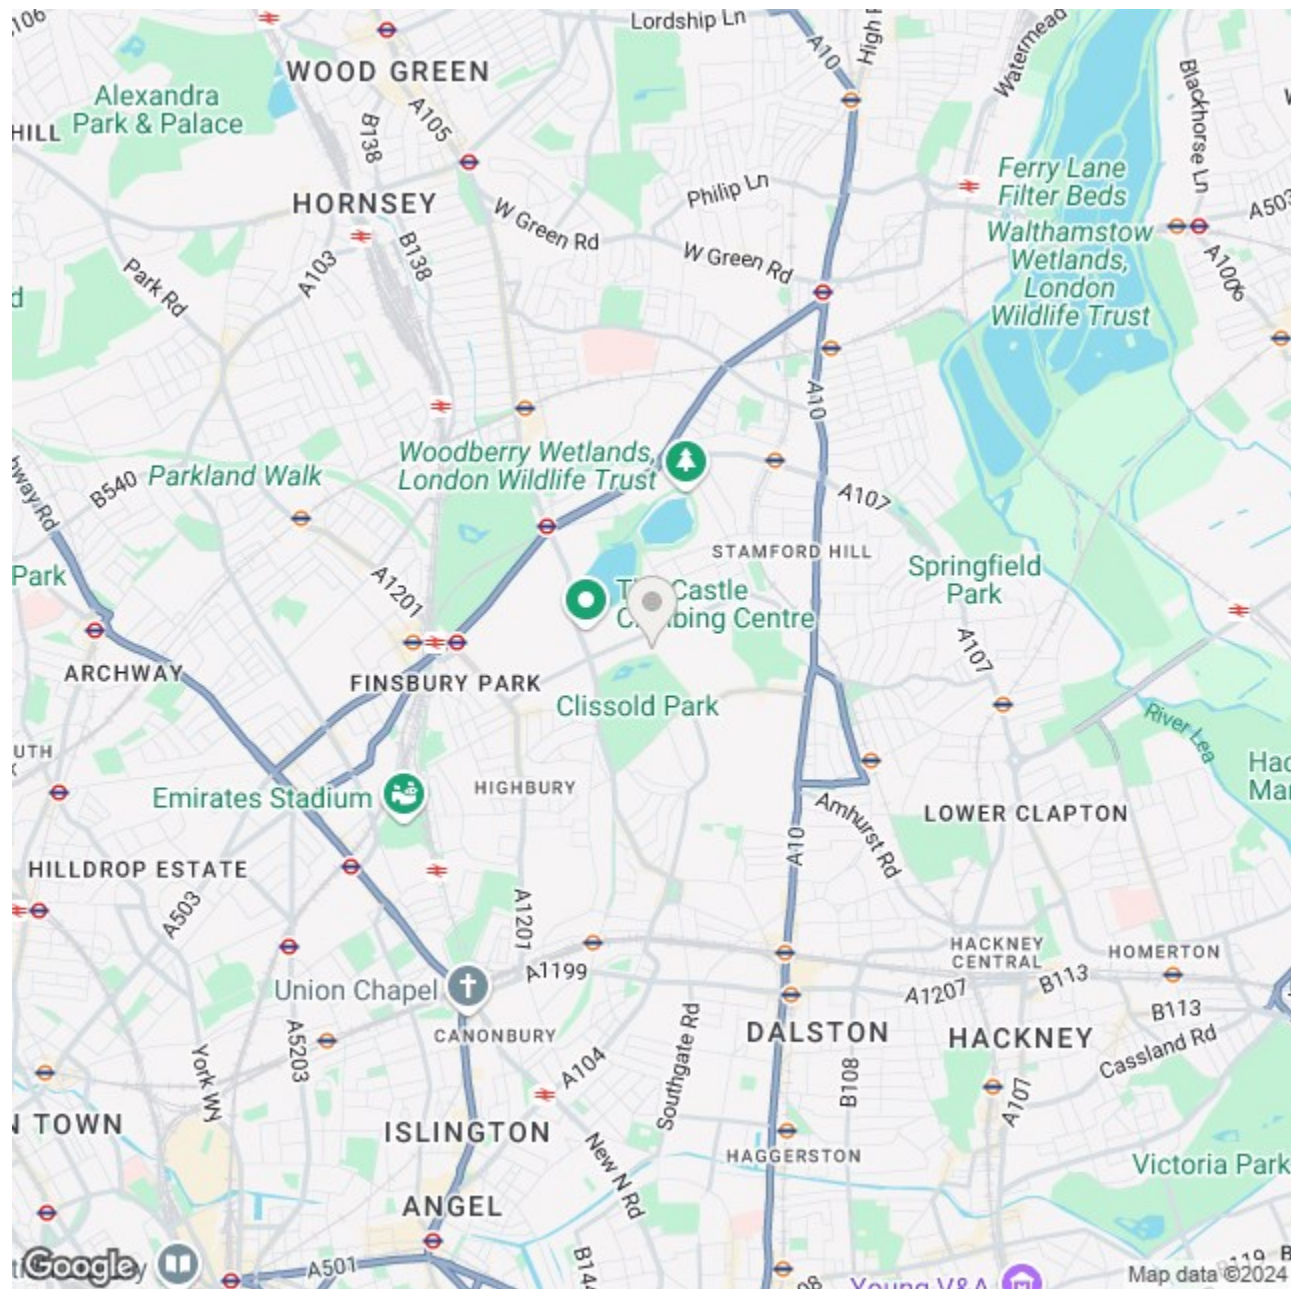 A106
Lordship Ln
A10
WOOD GREEN
Alexandra
Park & Palace
HILL
B138
A105
Watermead
Blackhorse Ln
Ferry Lane
Filter Beds
HORNSEY
Philip Ln
A503
W Green Rd
B138
A103
W Green Rd
Walthamstow
Wetlands,
London
Wildlife Trust
A1006
Park Rd
A10
Woodberry Wetlands,
London Wildlife Trust
Parkland Walk
B540
A107
STAMFORD HILL
Park
A1201
Springfield
Park
Castle
Climbing Centre
A107
ARCHWAY
FINSBURY PARK
Clissold Park
River Lea
HIGHBURY
Emirates Stadium
Amhurst Rd
LOWER CLAPTON
A10
HILLDROP ESTATE
A503
A1201
HACKNEY
CENTRAL
HOMERTON
A1199
Union Chapel
A1207
B113
B113
CANONBURY
DALSTON
HACKNEY
Cassland Rd
A5203
York Wy
A104
Southgate Rd
B108
A107
N TOWN
ISLINGTON
HAGGERSTON
New N Rd
Victoria Park
ANGEL
Google
A501
Young V&A
Map data ©2024